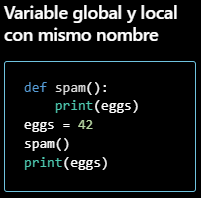 Variable global y local
con mismo nombre
def spam():
    print(eggs)
eggs = 42
spam()
print(eggs)